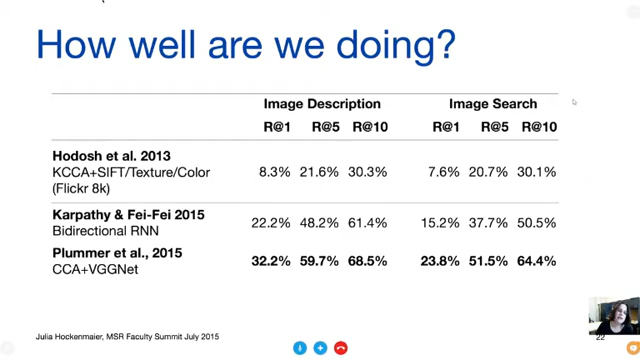 How well are we doing?
Image Description Image Search
R@1 R@5 R@10 R@1 R@5 R@10
Hodosh et al. 2013
KCCA+SIFT/Texture/Color 8.3% 21.6% 30.3% 7.6% 20.7% 30.1%
(Flickr 8k)
Karpathy & Fei-Fei 2015
Bidirectional RNN 22.2% 48.2% 61.4% 15.2% 37.7% 50.5%
Plummer et al., 2015
CCA+VGGNet 32.2% 59.7% 68.5% 23.8% 51.5% 64.4%
Julia Hockenmaier, MSR Faculty Summit July 2015 22